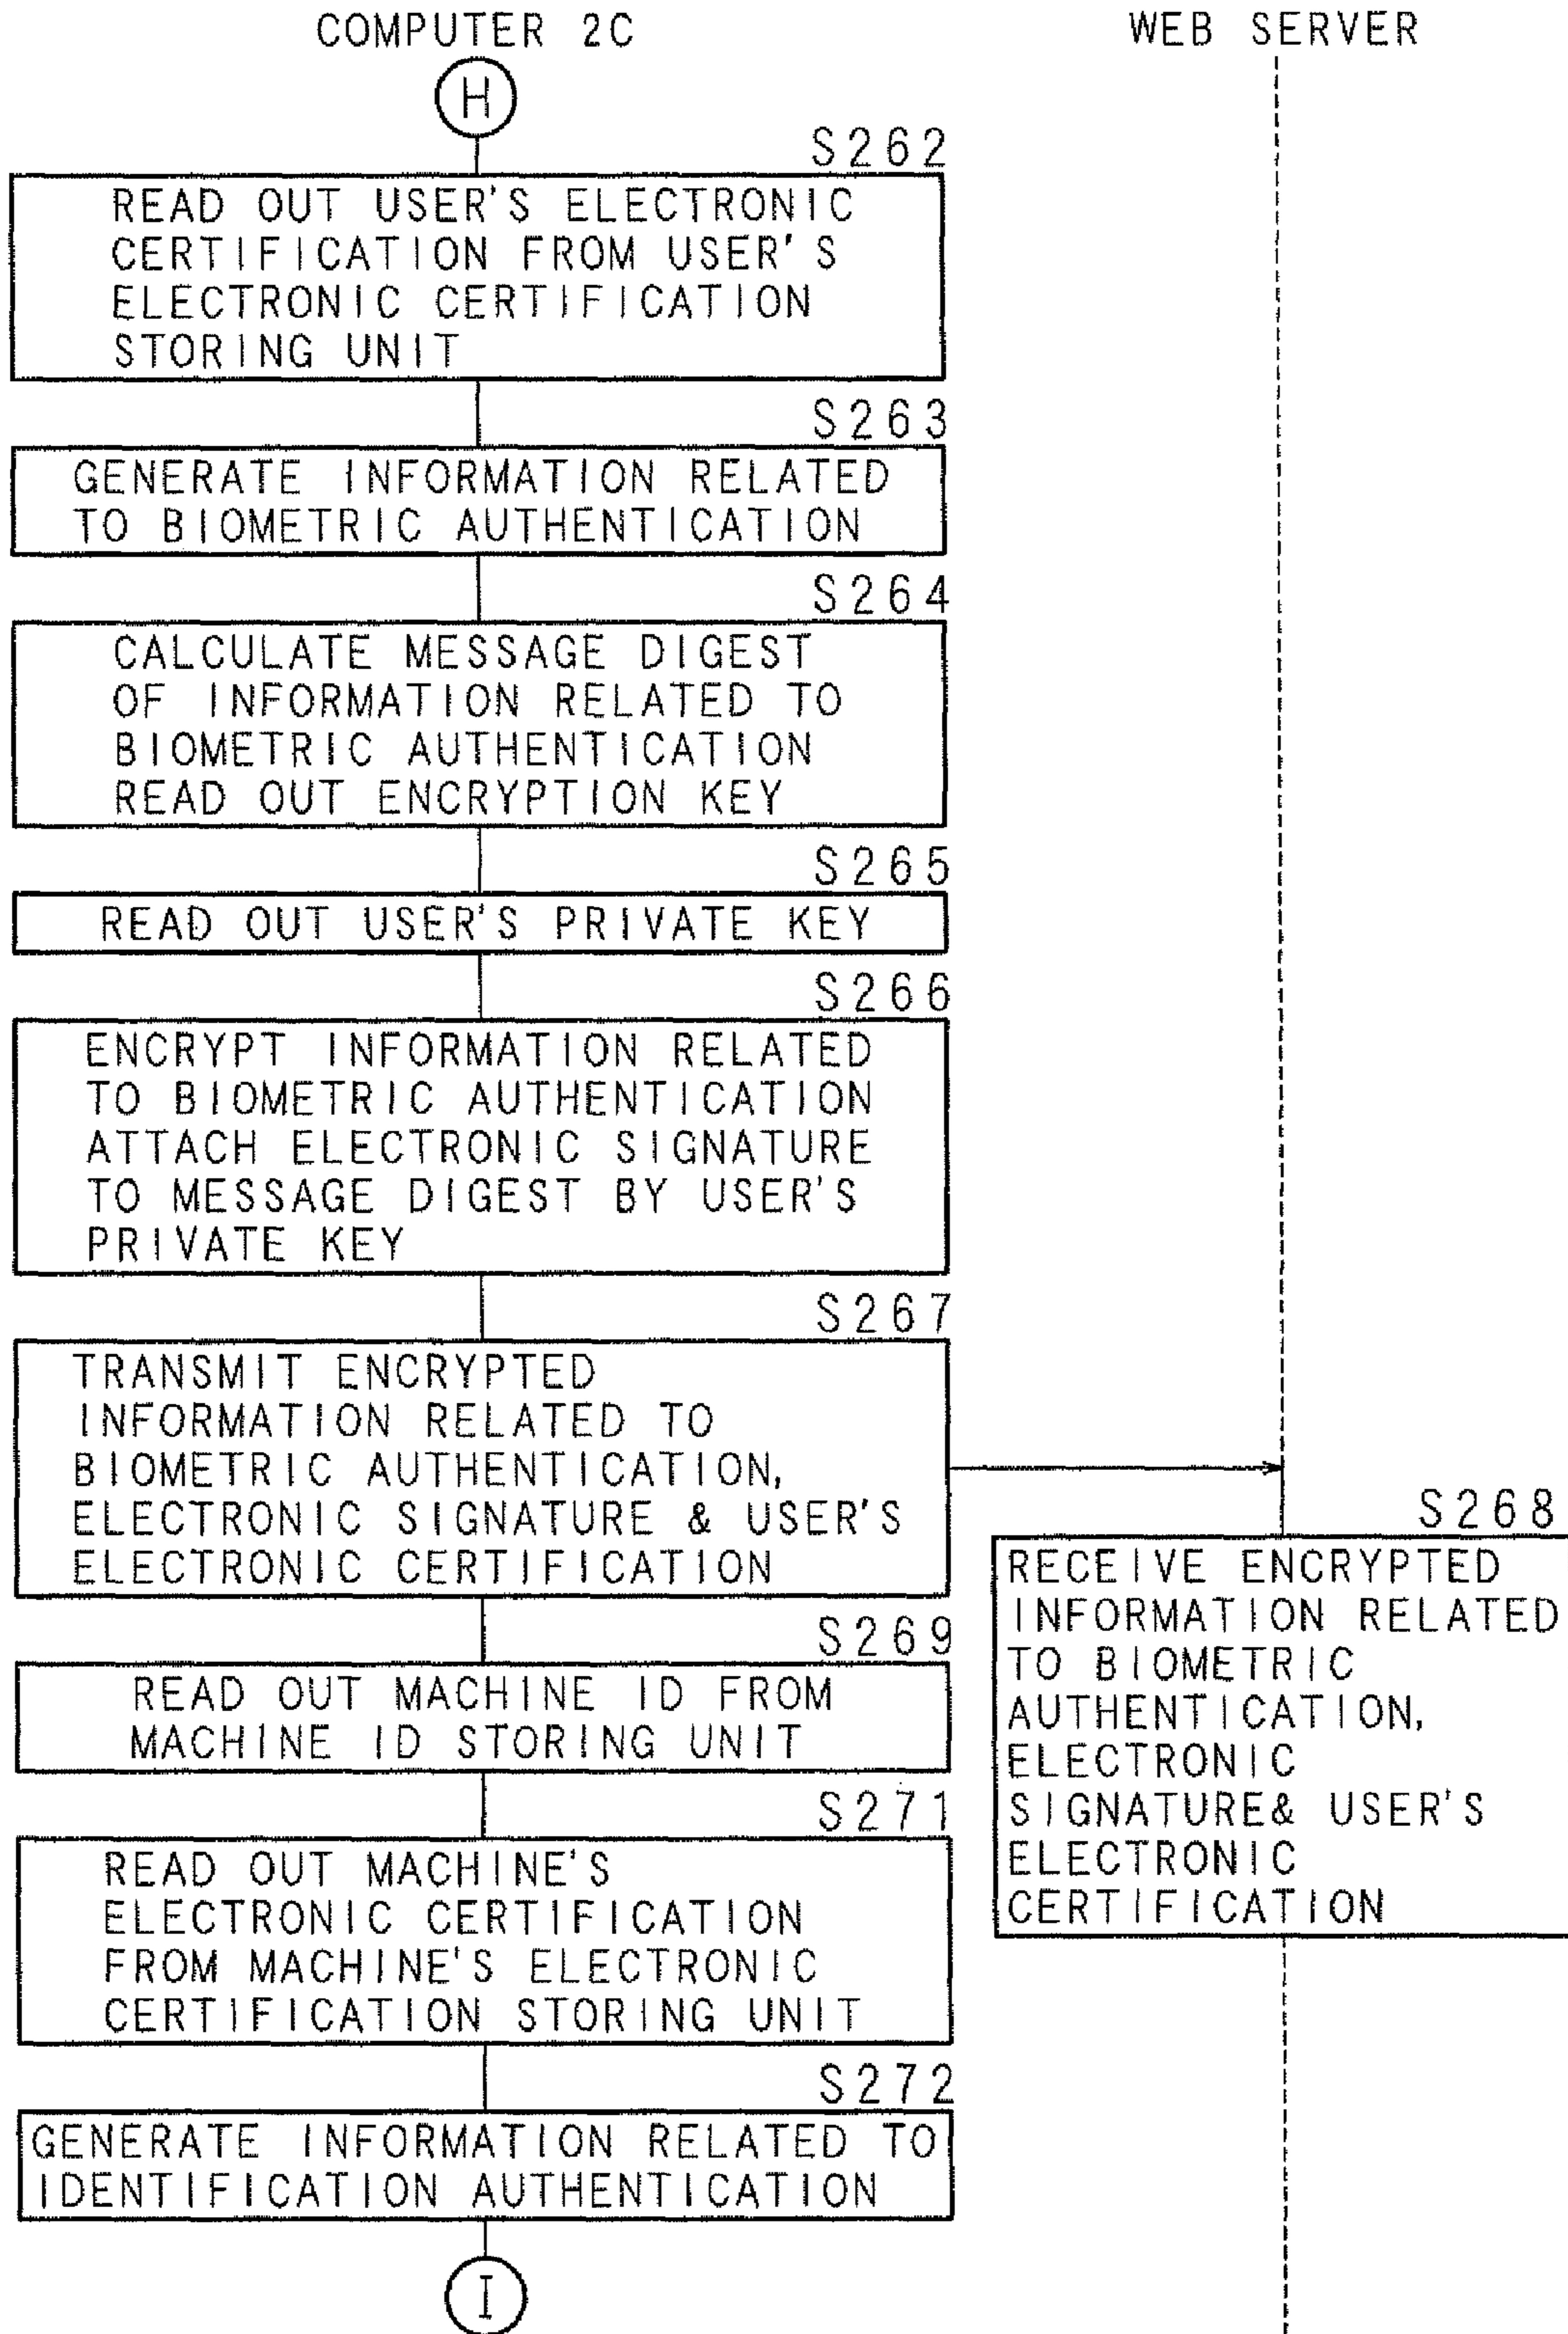 COMPUTER 2C
WEB SERVER
H
S262
READ OUT USER'S ELECTRONIC
CERTIFICATION FROM USER'S
ELECTRONIC CERTIFICATION
STORING UNIT
S263
GENERATE INFORMATION RELATED
TO BIOMETRIC AUTHENTICATION
S264
CALCULATE MESSAGE DIGEST
OF INFORMATION RELATED TO
BIOMETRIC AUTHENTICATION
READ OUT ENCRYPTION KEY
S265
READ OUT USER'S PRIVATE KEY
S266
ENCRYPT INFORMATION RELATED
TO BIOMETRIC AUTHENTICATION
ATTACH ELECTRONIC SIGNATURE
TO MESSAGE DIGEST BY USER'S
PRIVATE KEY
S267
TRANSMIT ENCRYPTED
INFORMATION RELATED TO
BIOMETRIC AUTHENTICATION,
ELECTRONIC SIGNATURE & USER'S
ELECTRONIC CERTIFICATION
S268
RECEIVE ENCRYPTED
INFORMATION RELATED
TO BIOMETRIC
AUTHENTICATION,
ELECTRONIC
SIGNATURE& USER'S
ELECTRONIC
CERTIFICATION
S269
READ OUT MACHINE ID FROM
MACHINE ID STORING UNIT
S271
READ OUT MACHINE'S
ELECTRONIC CERTIFICATION
FROM MACHINE'S ELECTRONIC
CERTIFICATION STORING UNIT
S272
GENERATE INFORMATION RELATED TO
IDENTIFICATION AUTHENTICATION
I